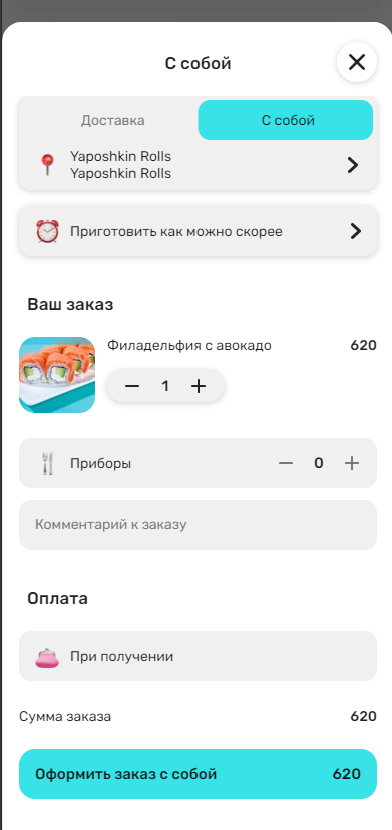 С собой
Доставка
С собой
Yaposhkin Rolls
Yaposhkin Rolls
Приготовить как можно скорее
Ваш заказ
Филадельфия с авокадо 620
1
Приборы 0
Комментарий к заказу
Оплата
При получении
Сумма заказа 620
Оформить заказ с собой 620